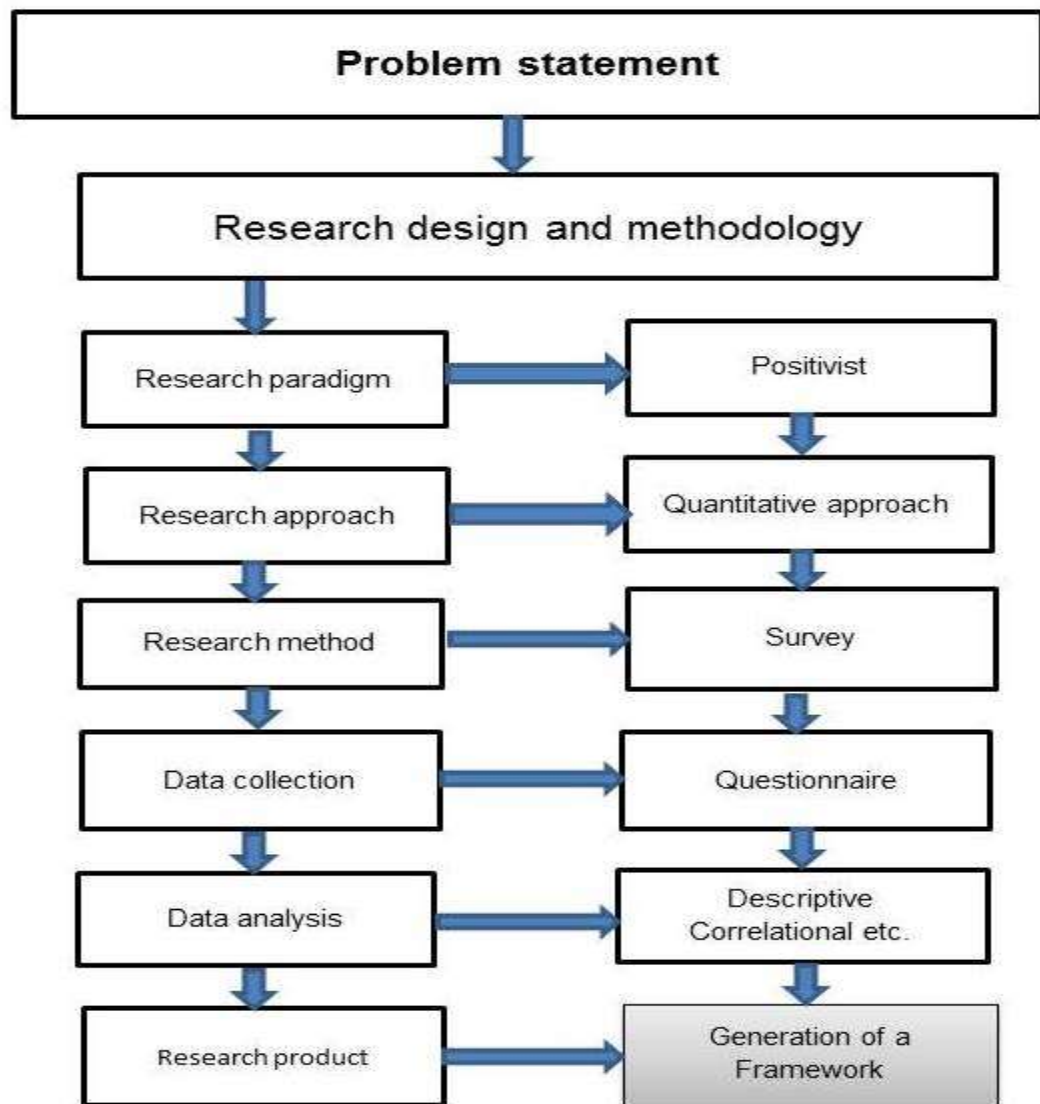 Problem statement
Research design and methodology
Research paradigm
Positivist
Research approach
Quantitative approach
Research method
Survey
Data collection
Questionnaire
Data analysis
Descriptive
Correlational etc.
Research product
Generation of a
Framework